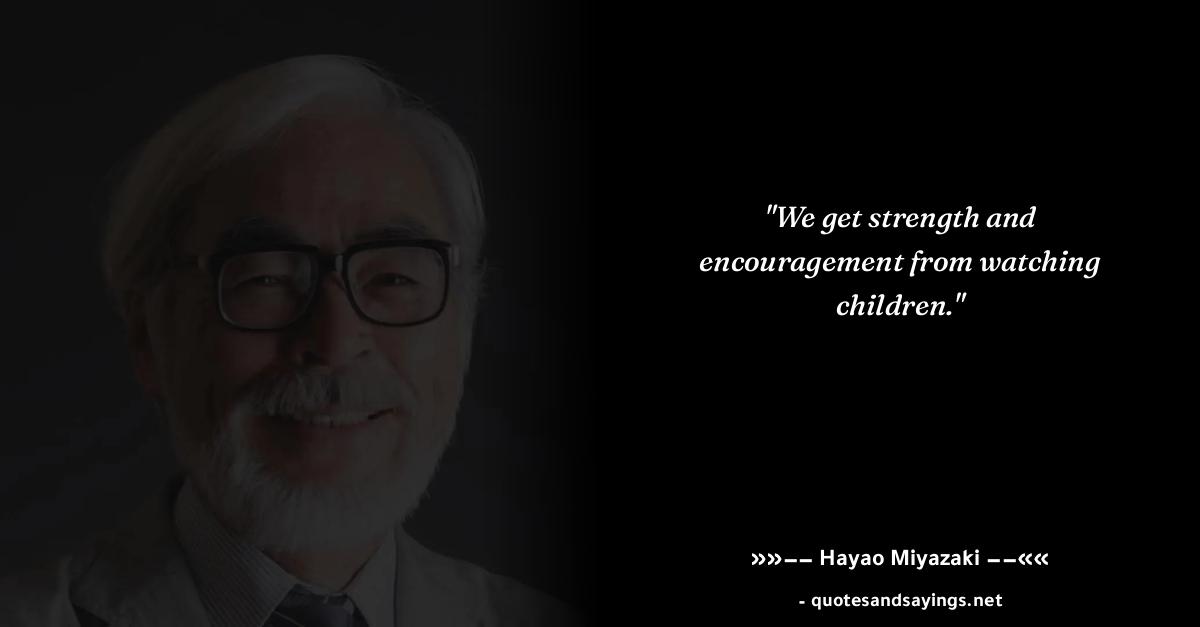 "We get strength and
encouragement from watching
children."
»»−− Hayao Miyazaki −−««
- quotesandsayings.net